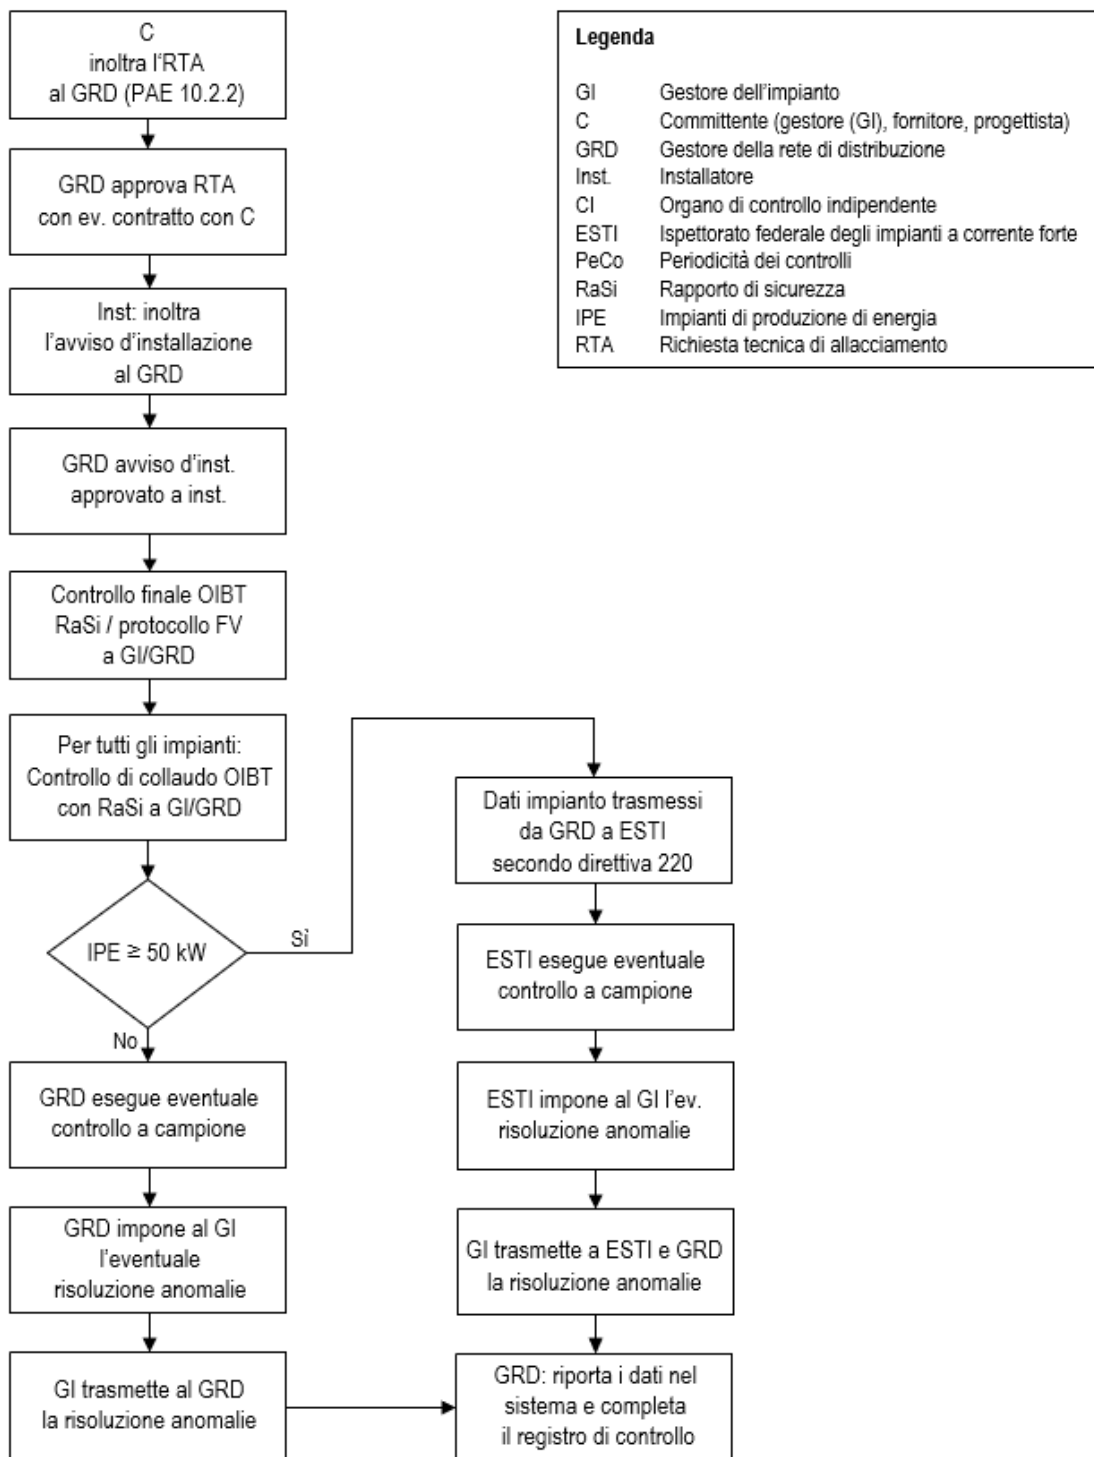 C
inoltra l'RTA
al GRD (PAE 10.2.2)
GRD approva RTA
con ev. contratto con C
Inst: inoltra
l'avviso d'installazione
al GRD
GRD avviso d'inst.
approvato a inst.
Controllo finale OIBT
RaSi / protocollo FV
a GI/GRD
Per tutti gli impianti:
Controllo di collaudo OIBT
con RaSi a GI/GRD
IPE ≥ 50 kW
Sì
No
GRD esegue eventuale
controllo a campione
GRD impone al GI
l'eventuale
risoluzione anomalie
GI trasmette al GRD
la risoluzione anomalie
Dati impianto trasmessi
da GRD a ESTI
secondo direttiva 220
ESTI esegue eventuale
controllo a campione
ESTI impone al GI l'ev.
risoluzione anomalie
GI trasmette a ESTI e GRD
la risoluzione anomalie
GRD: riporta i dati nel
sistema e completa
il registro di controllo
Legenda
GI Gestore dell'impianto
C Committente (gestore (GI), fornitore, progettista)
GRD Gestore della rete di distribuzione
Inst. Installatore
CI Organo di controllo indipendente
ESTI Ispettorato federale degli impianti a corrente forte
PeCo Periodicità dei controlli
RaSi Rapporto di sicurezza
IPE Impianti di produzione di energia
RTA Richiesta tecnica di allacciamento